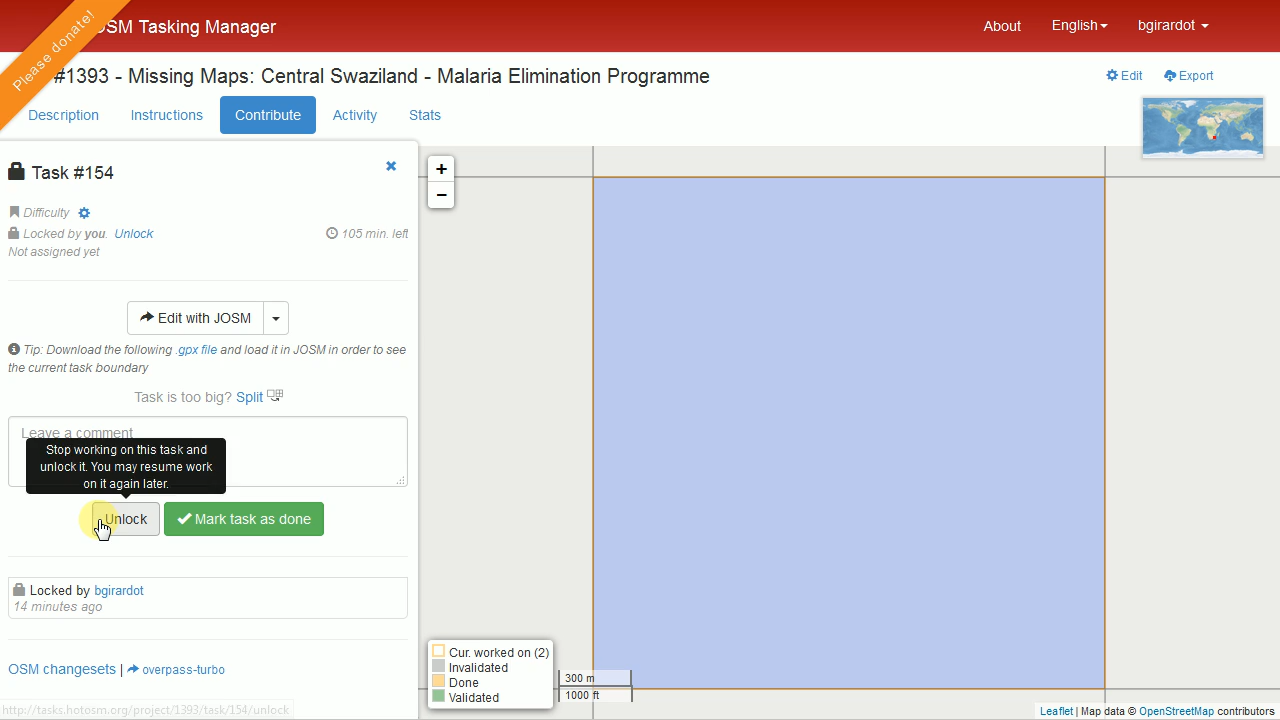 Please donate!
OSM Tasking Manager
About
English
bgirardot
#1393 - Missing Maps: Central Swaziland - Malaria Elimination Programme
Edit
Export
Description
Instructions
Contribute
Activity
Stats
Task #154
Difficulty
Locked by you. Unlock
105 min. left
Not assigned yet
Edit with JOSM
Tip: Download the following .gpx file and load it in JOSM in order to see
the current task boundary
Task is too big? Split
Leave a comment
Stop working on this task and
unlock it. You may resume work
on it again later.
Unlock
Mark task as done
Locked by bgirardot
14 minutes ago
OSM changesets | overpass-turbo
http://tasks.hotosm.org/project/1393/task/154/unlock
+
−
Cur. worked on (2)
Invalidated
Done
Validated
300 m
1000 ft
Leaflet | Map data © OpenStreetMap contributors